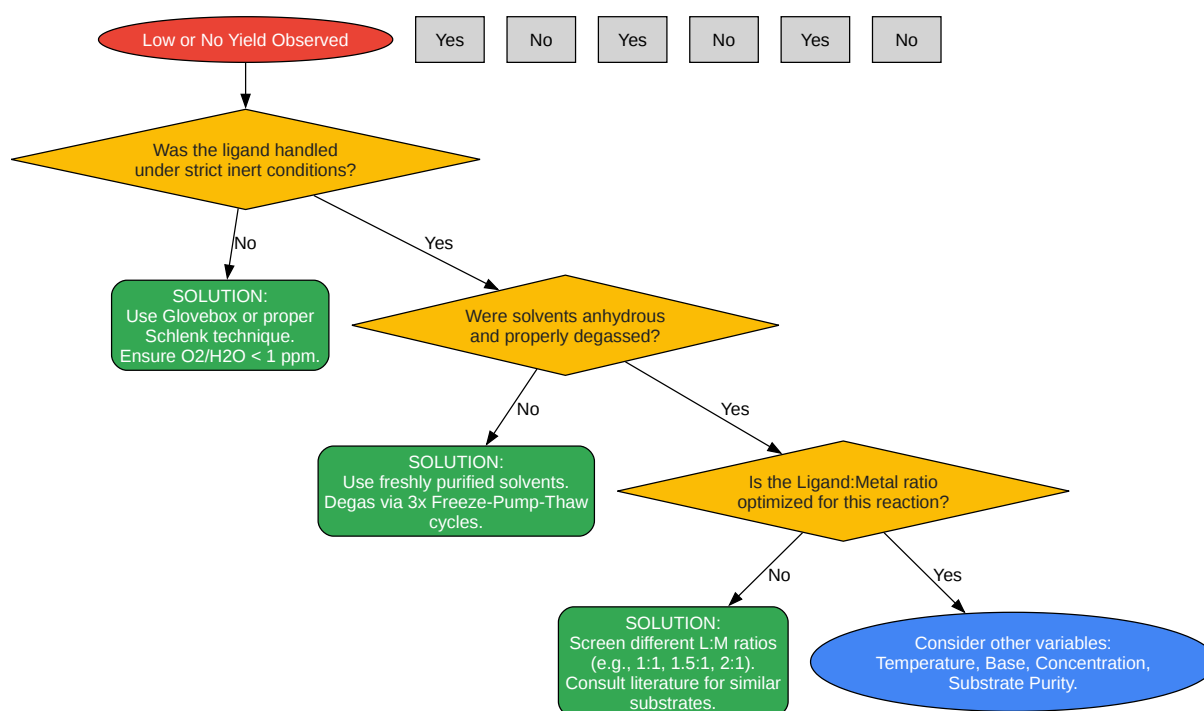 Low or No Yield Observed
Yes
No
Yes
No
Yes
No
Was the ligand handled
under strict inert conditions?
No
Yes
SOLUTION:
Use Glovebox or proper
Schlenk technique.
Ensure O2/H2O < 1 ppm.
Were solvents anhydrous
and properly degassed?
No
Yes
SOLUTION:
Use freshly purified solvents.
Degas via 3x Freeze-Pump-Thaw
cycles.
Is the Ligand:Metal ratio
optimized for this reaction?
No
Yes
SOLUTION:
Screen different L:M ratios
(e.g., 1:1, 1.5:1, 2:1).
Consult literature for similar
substrates.
Consider other variables:
Temperature, Base, Concentration,
Substrate Purity.